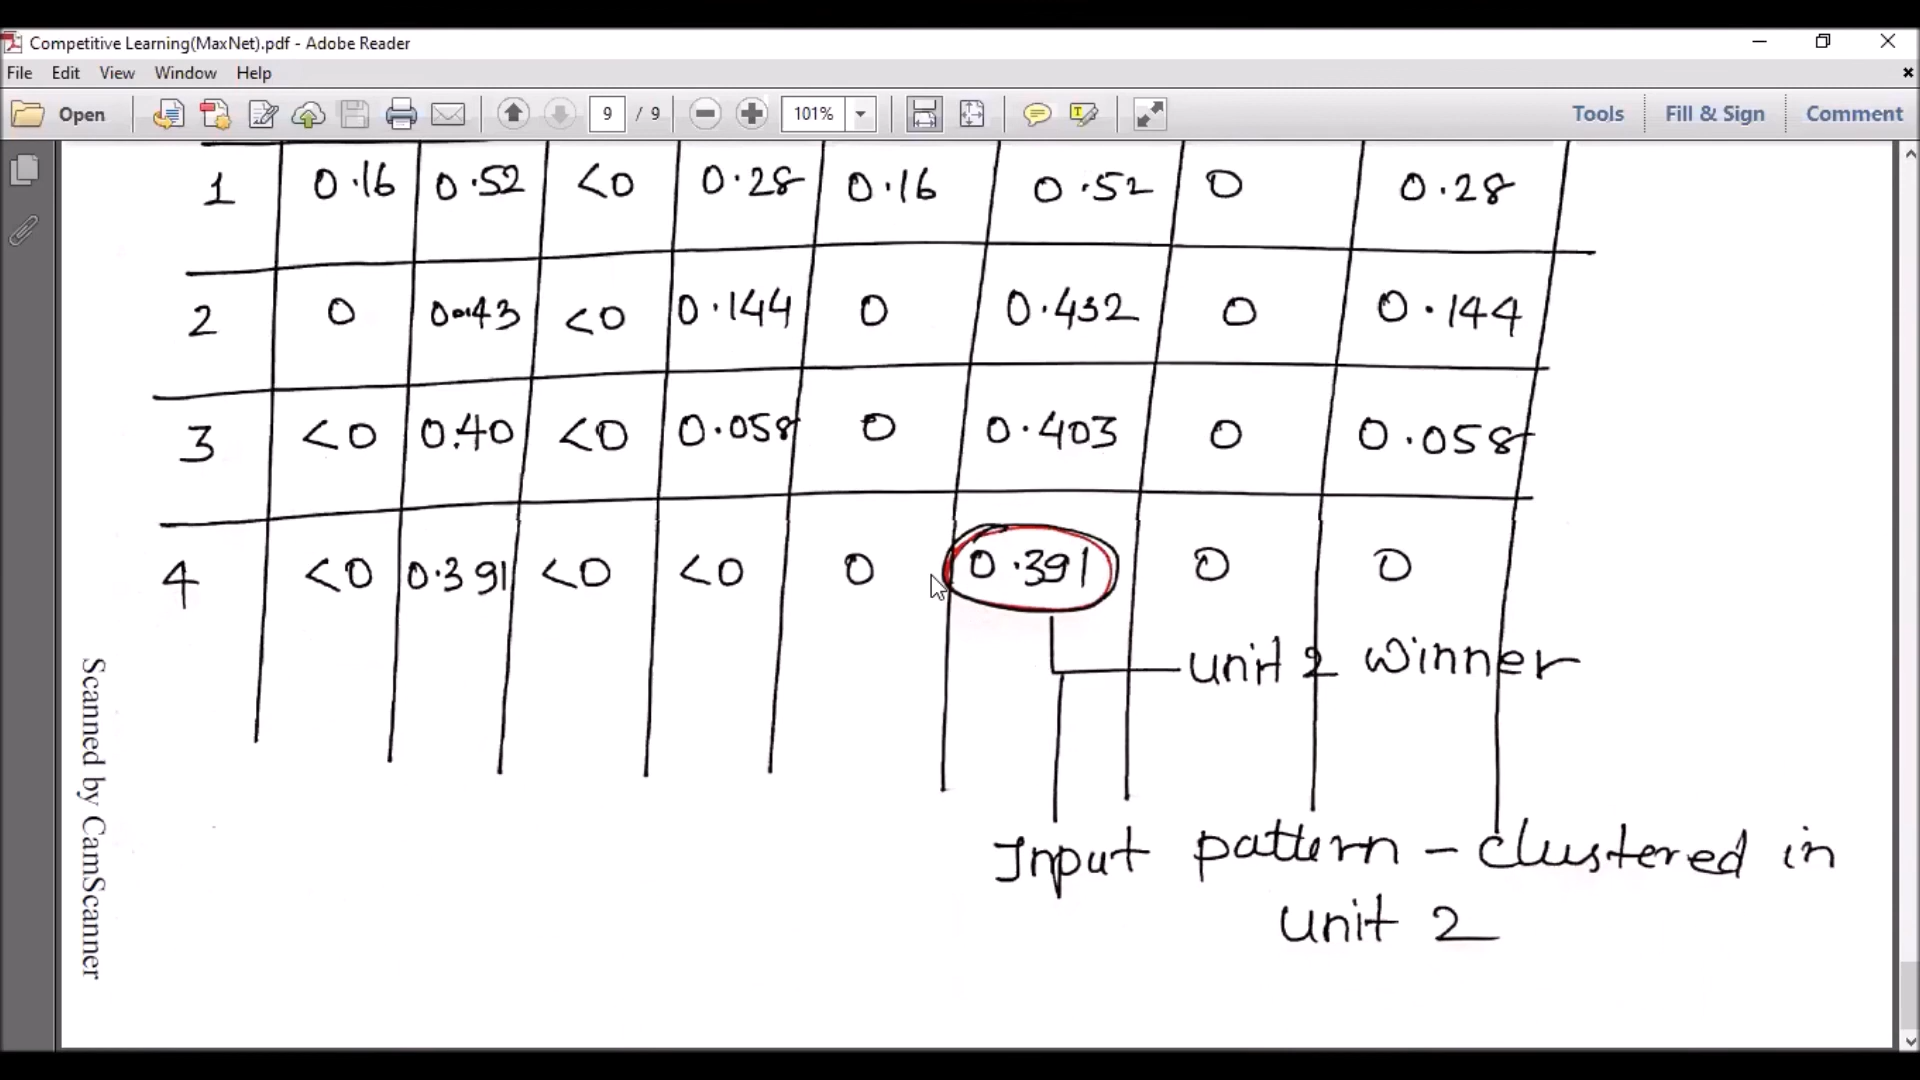 Competitive Learning(MaxNet).pdf - Adobe Reader
File Edit View Window Help
Open 9 / 9 101% Tools Fill & Sign Comment
1 0.16 0.52 <0 0.28 0.16 0.52 0 0.28
2 0 0.43 <0 0.144 0 0.432 0 0.144
3 <0 0.40 <0 0.058 0 0.403 0 0.058
4 <0 0.391 <0 <0 0 0.391 0 0
unit 2 winner
Input pattern - clustered in
unit 2
Scanned by CamScanner